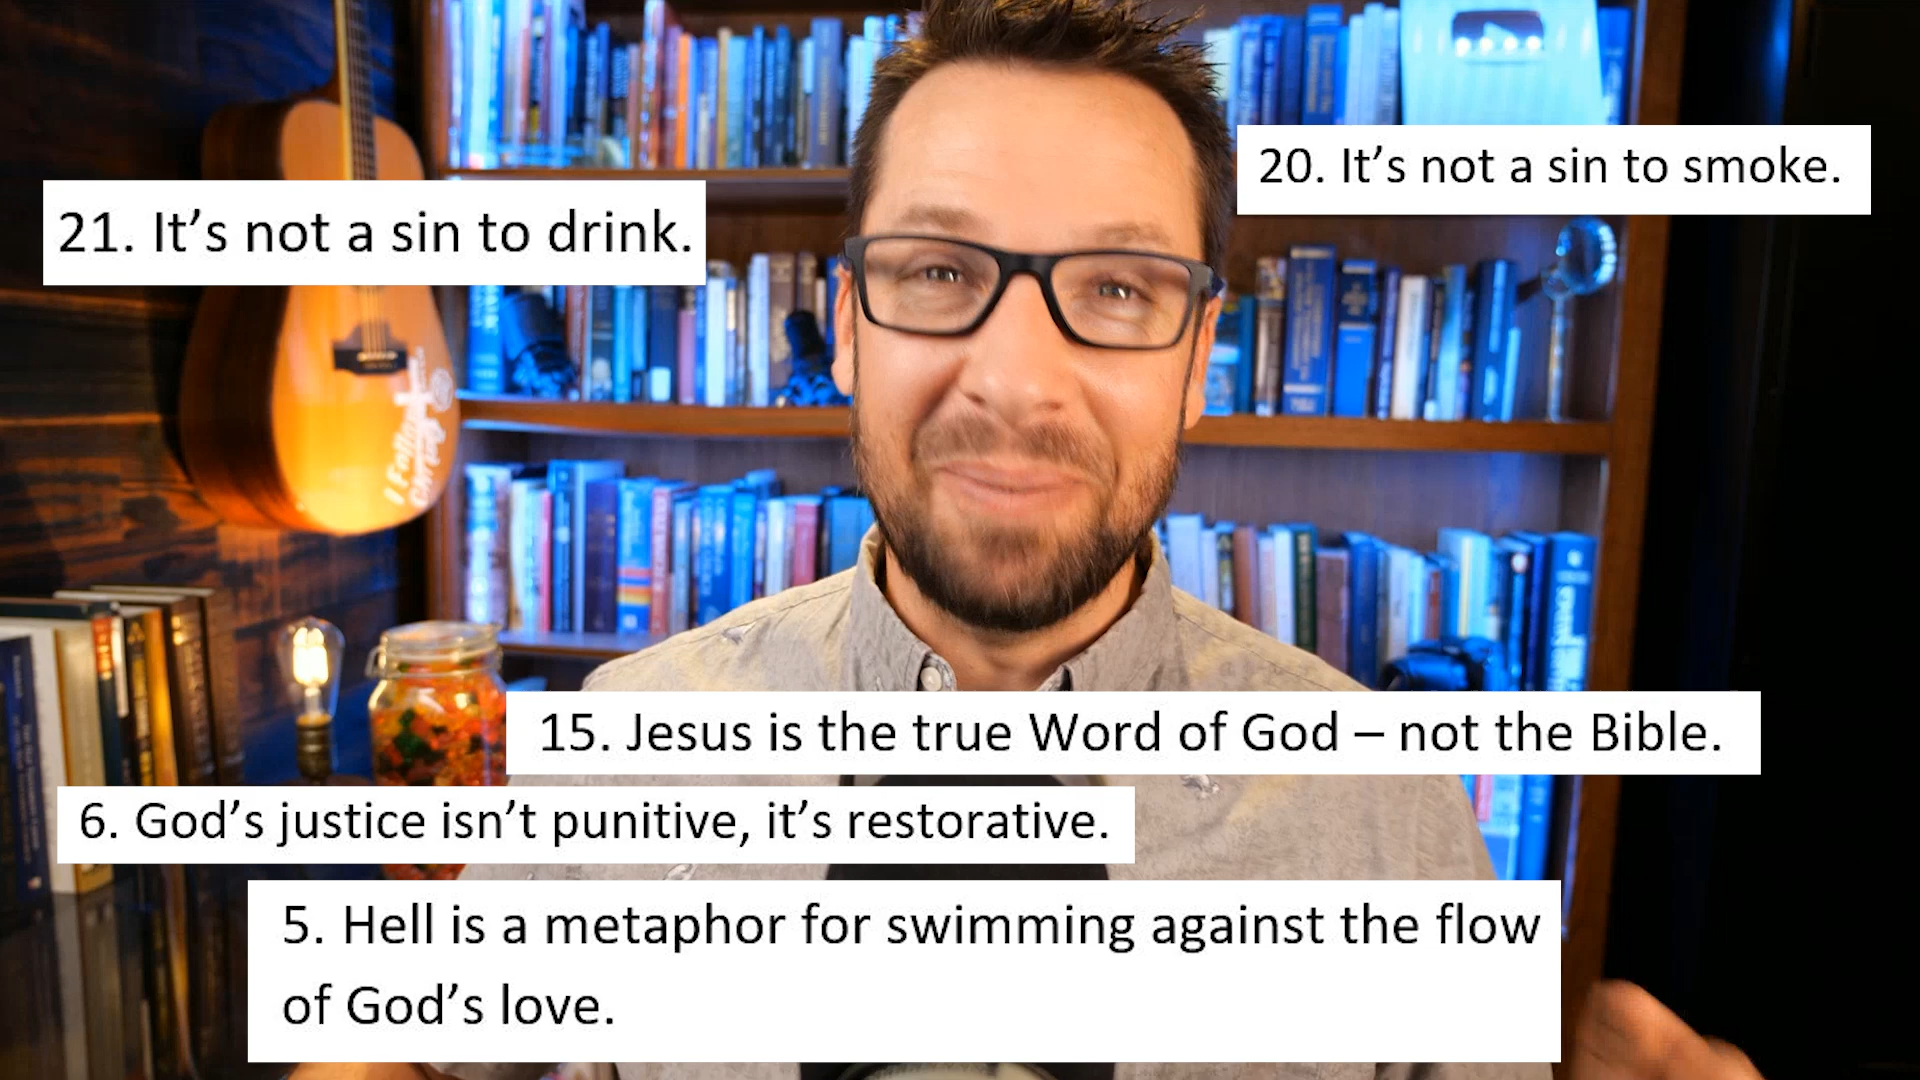 20. It’s not a sin to smoke.
21. It’s not a sin to drink.
I Follow
Christ
15. Jesus is the true Word of God – not the Bible.
6. God’s justice isn’t punitive, it’s restorative.
5. Hell is a metaphor for swimming against the flow
of God’s love.